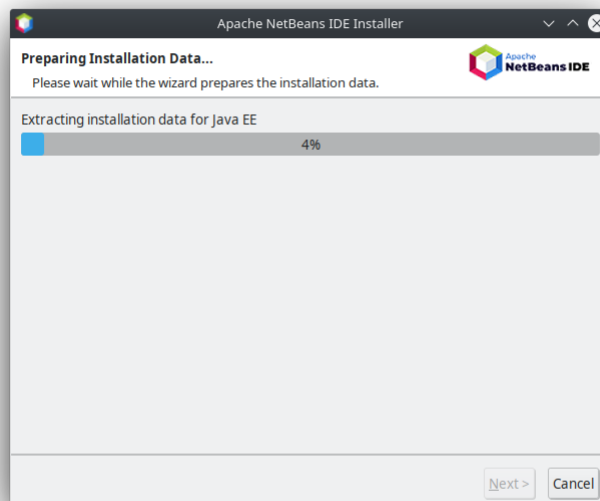 Apache NetBeans IDE Installer
Preparing Installation Data...
Apache
NetBeans IDE
Please wait while the wizard prepares the installation data.
Extracting installation data for Java EE
4%
Next >
Cancel